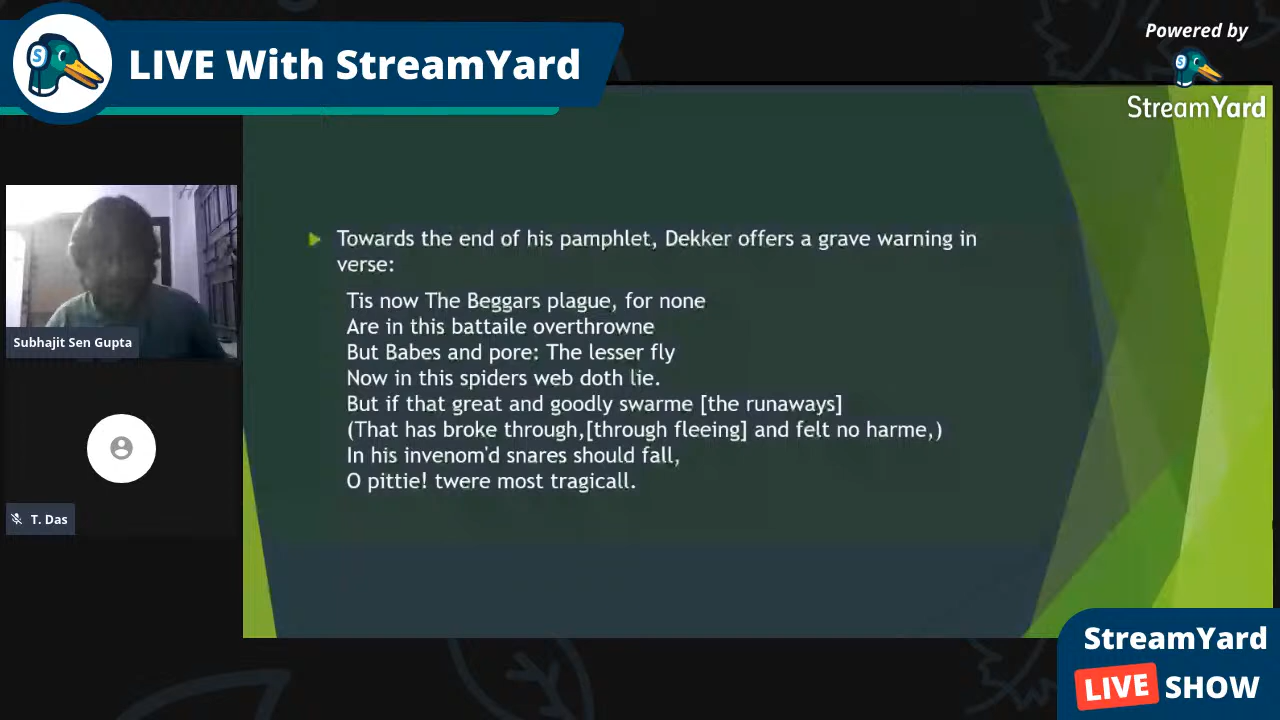 LIVE With StreamYard
Powered by
StreamYard
Towards the end of his pamphlet, Dekker offers a grave warning in
verse:
Tis now The Beggars plague, for none
Are in this battaile overthrowne
But Babes and pore: The lesser fly
Now in this spiders web doth lie.
But if that great and goodly swarme [the runaways]
(That has broke through,[through fleeing] and felt no harme,)
In his invenom'd snares should fall,
O pittie! twere most tragicall.
Subhajit Sen Gupta
T. Das
StreamYard
LIVE SHOW